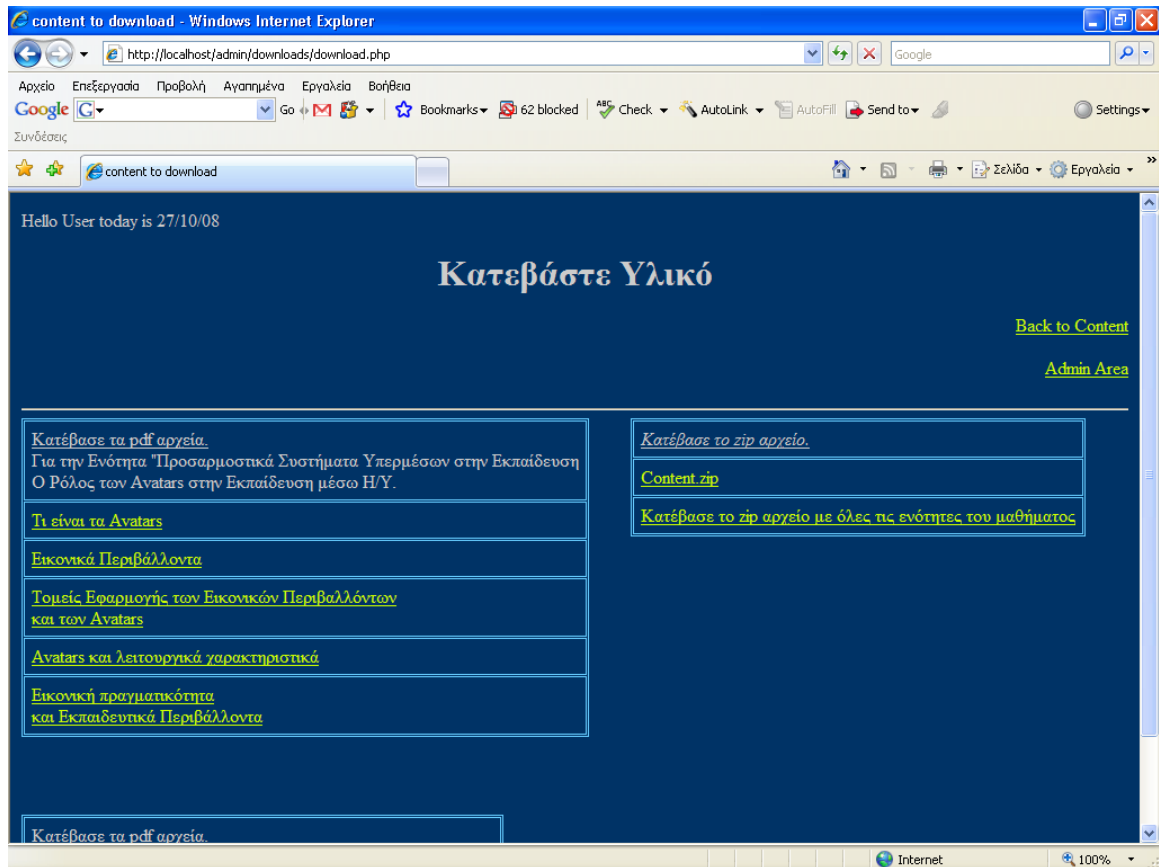 content to download - Windows Internet Explorer
http://localhost/admin/downloads/download.php
Google
Αρχείο Επεξεργασία Προβολή Αγαπημένα Εργαλεία Βοήθεια
Google G Go Bookmarks 62 blocked ABC Check AutoLink AutoFill Send to Settings
Συνδέσεις
content to download
Σελίδα Εργαλεία »
Hello User today is 27/10/08
Κατεβάστε Υλικό
Back to Content
Admin Area
Κατέβασε τα pdf αρχεία.
Για την Ενότητα "Προσαρμοστικά Συστήματα Υπερμέσων στην Εκπαίδευση
Ο Ρόλος των Avatars στην Εκπαίδευση μέσω Η/Υ.
Τι είναι τα Avatars
Εικονικά Περιβάλλοντα
Τομείς Εφαρμογής των Εικονικών Περιβαλλόντων
και των Avatars
Avatars και λειτουργικά χαρακτηριστικά
Εικονική πραγματικότητα
και Εκπαιδευτικά Περιβάλλοντα
Κατέβασε το zip αρχείο.
Content.zip
Κατέβασε το zip αρχείο με όλες τις ενότητες του μαθήματος
Κατέβασε τα pdf αρχεία.
Internet
100%